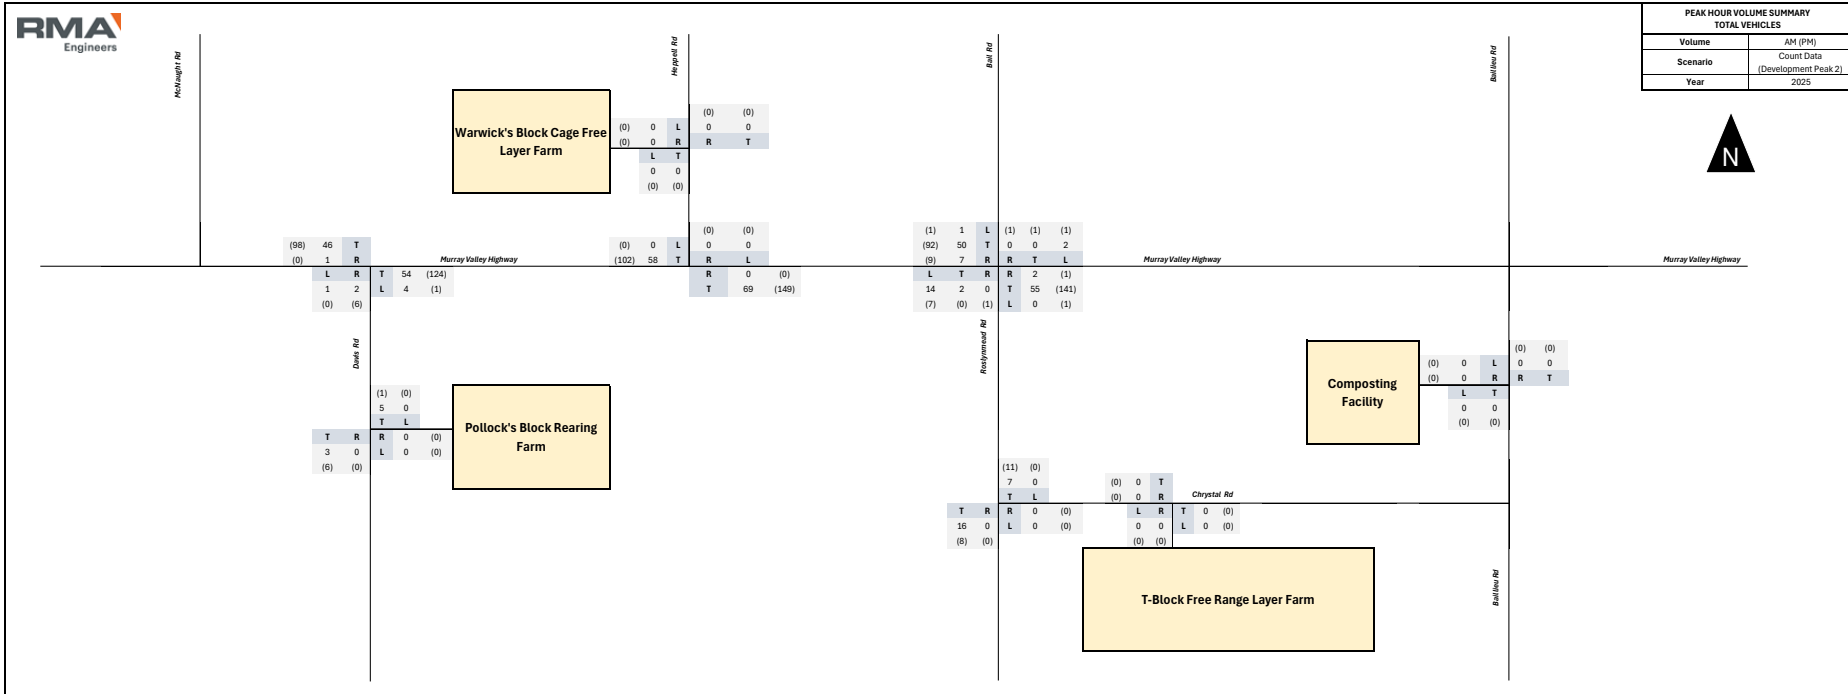 RMA
Engineers
PEAK HOUR VOLUME SUMMARY
TOTAL VEHICLES
Volume AM (PM)
Scenario Count Data
(Development Peak 2)
Year 2025
McNaught Rd
Heppell Rd
Ball Rd
Baillieu Rd
N
Warwick's Block Cage Free
Layer Farm
(0) (0)
(0) 0 L 0 0
(0) 0 R R T
L T
0 0
(0) (0)
(98) 46 T
(0) 1 R
L R T 54 (124)
1 2 L 4 (1)
(0) (6)
Murray Valley Highway
(0) (0)
(0) 0 L 0 0
(102) 58 T R L
R 0 (0)
T 69 (149)
(1) 1 L (1) (1) (1)
(92) 50 T 0 0 2
(9) 7 R R T L
L T R R 2 (1)
14 2 0 T 55 (141)
(7) (0) (1) L 0 (1)
Murray Valley Highway
Murray Valley Highway
Davis Rd
Roslynmead Rd
(1) (0)
5 0
T L
T R R 0 (0)
3 0 L 0 (0)
(6) (0)
Pollock's Block Rearing
Farm
Composting
Facility
(0) (0)
(0) 0 L 0 0
(0) 0 R R T
L T
0 0
(0) (0)
(11) (0)
7 0
T L
T R R 0 (0)
16 0 L 0 (0)
(8) (0)
(0) 0 T
(0) 0 R
Chrystal Rd
L R T 0 (0)
0 0 L 0 (0)
(0) (0)
T-Block Free Range Layer Farm
Baillieu Rd